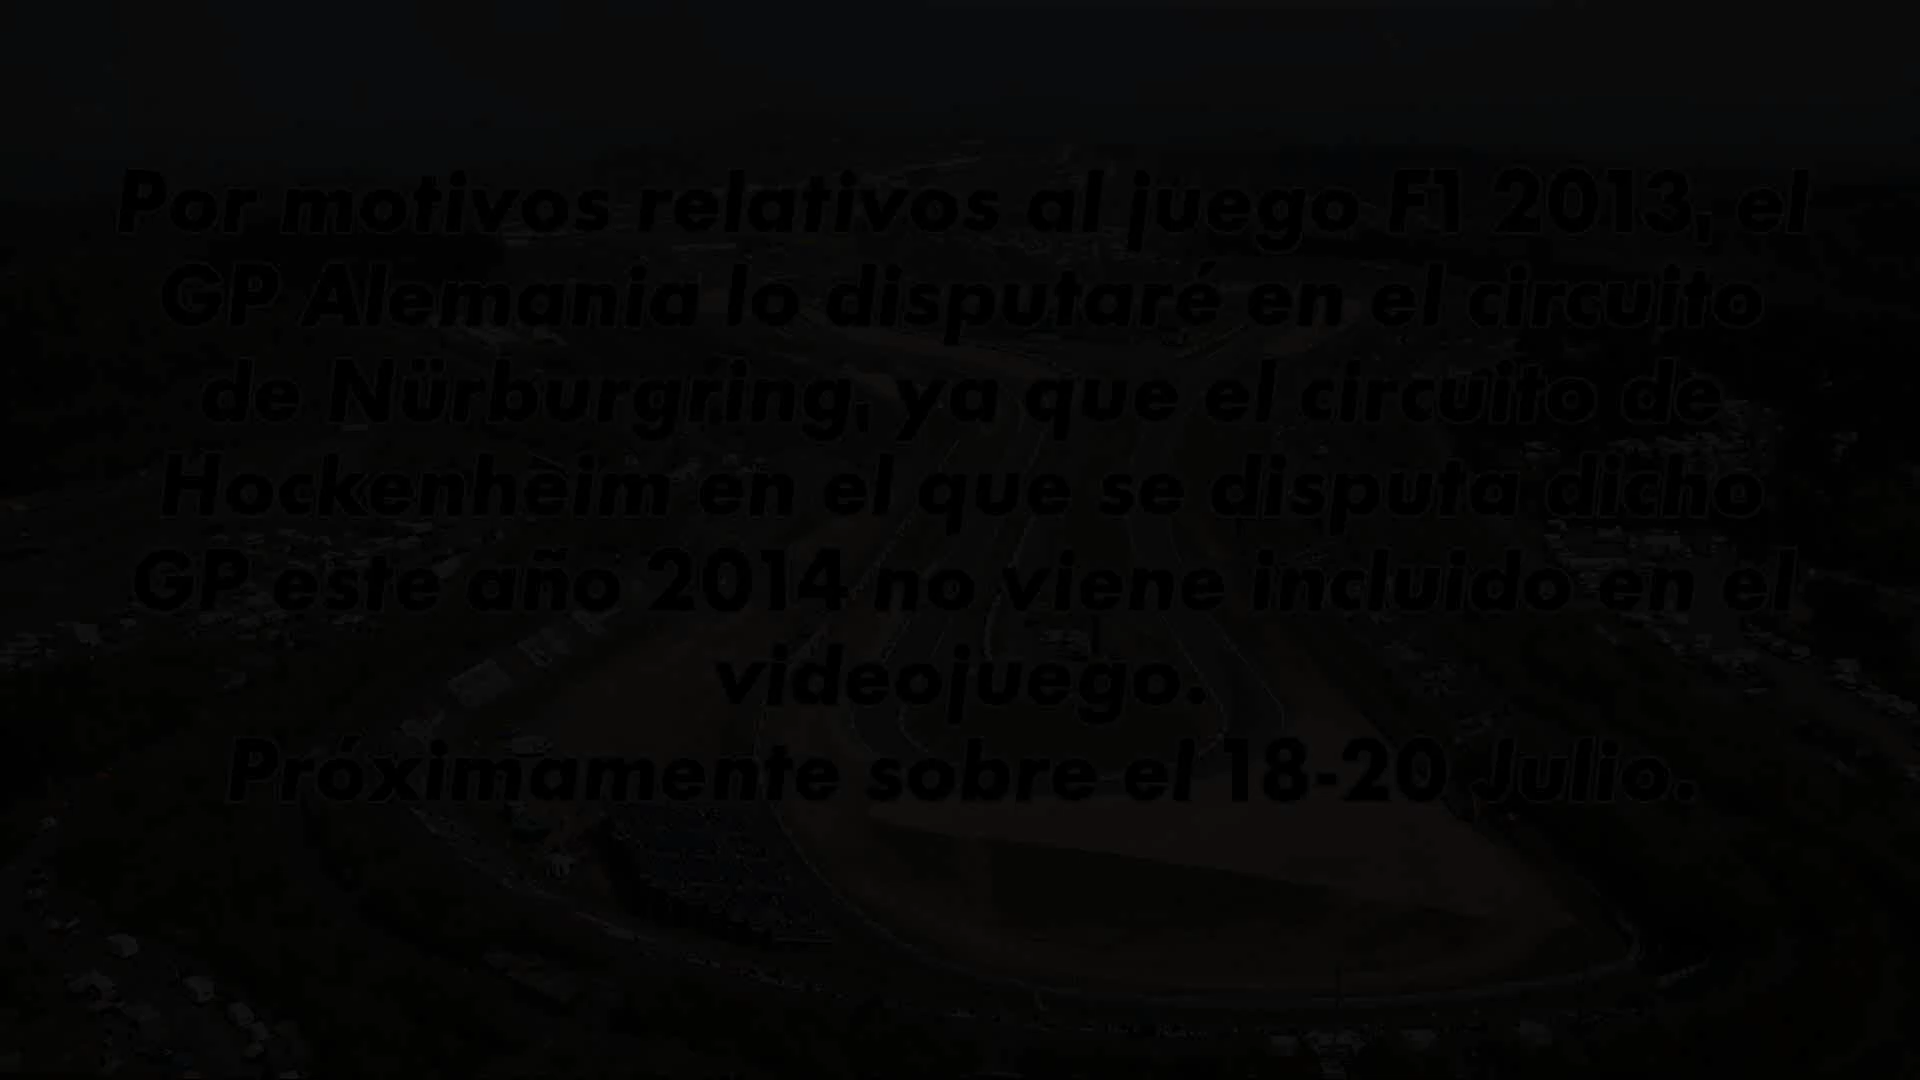 Por motivos relativos al juego F1 2013, el
GP Alemania lo disputaré en el circuito
de Nürburgring, ya que el circuito de
Hockenheim en el que se disputa dicho
GP este año 2014 no viene incluido en el
videojuego.
Próximamente sobre el 18-20 Julio.